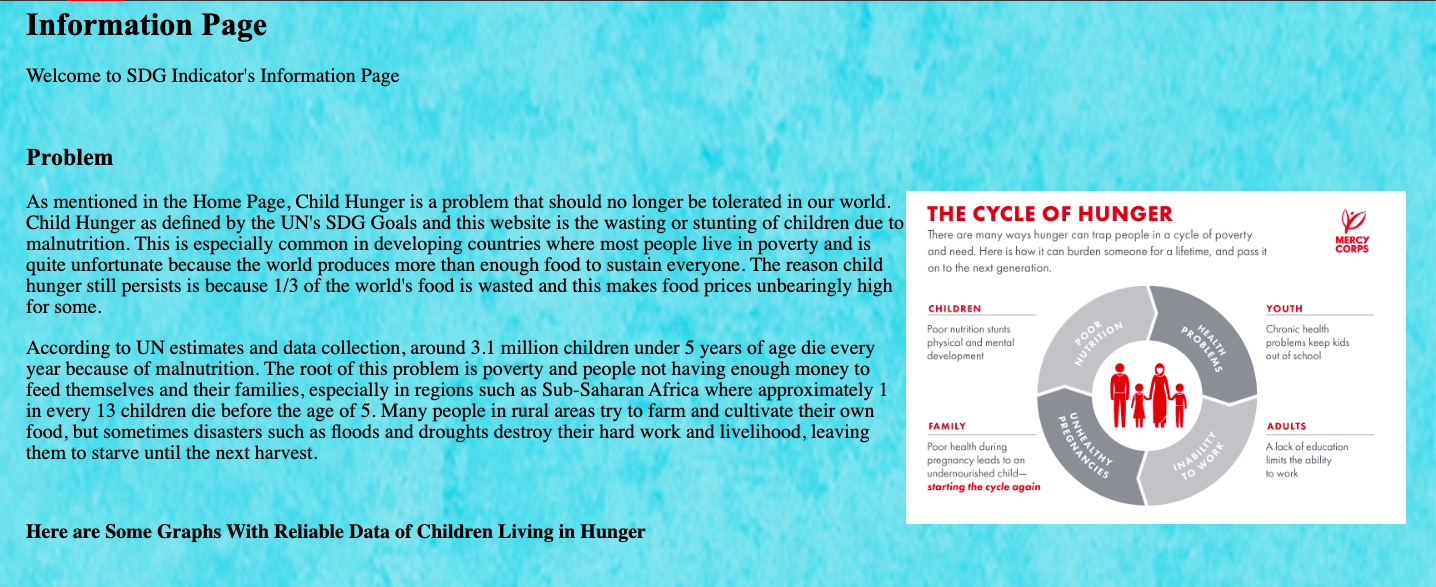 Information Page
Welcome to SDG Indicator's Information Page
Problem
As mentioned in the Home Page, Child Hunger is a problem that should no longer be tolerated in our world.
Child Hunger as defined by the UN's SDG Goals and this website is the wasting or stunting of children due to
malnutrition. This is especially common in developing countries where most people live in poverty and is
quite unfortunate because the world produces more than enough food to sustain everyone. The reason child
hunger still persists is because 1/3 of the world's food is wasted and this makes food prices unbearingly high
for some.
According to UN estimates and data collection, around 3.1 million children under 5 years of age die every
year because of malnutrition. The root of this problem is poverty and people not having enough money to
feed themselves and their families, especially in regions such as Sub-Saharan Africa where approximately 1
in every 13 children die before the age of 5. Many people in rural areas try to farm and cultivate their own
food, but sometimes disasters such as floods and droughts destroy their hard work and livelihood, leaving
them to starve until the next harvest.
THE CYCLE OF HUNGER
There are many ways hunger can trap people in a cycle of poverty
and need. Here is how it can burden someone for a lifetime, and pass it
on to the next generation.
MERCY
CORPS
CHILDREN
Poor nutrition stunts
physical and mental
development
POOR
NUTRITION
HEALTH
PROBLEMS
YOUTH
Chronic health
problems keep kids
out of school
FAMILY
Poor health during
pregnancy leads to an
undernourished child—
starting the cycle again
UNHEALTHY
PREGNANCIES
INABILITY
TO WORK
ADULTS
A lack of education
limits the ability
to work
Here are Some Graphs With Reliable Data of Children Living in Hunger